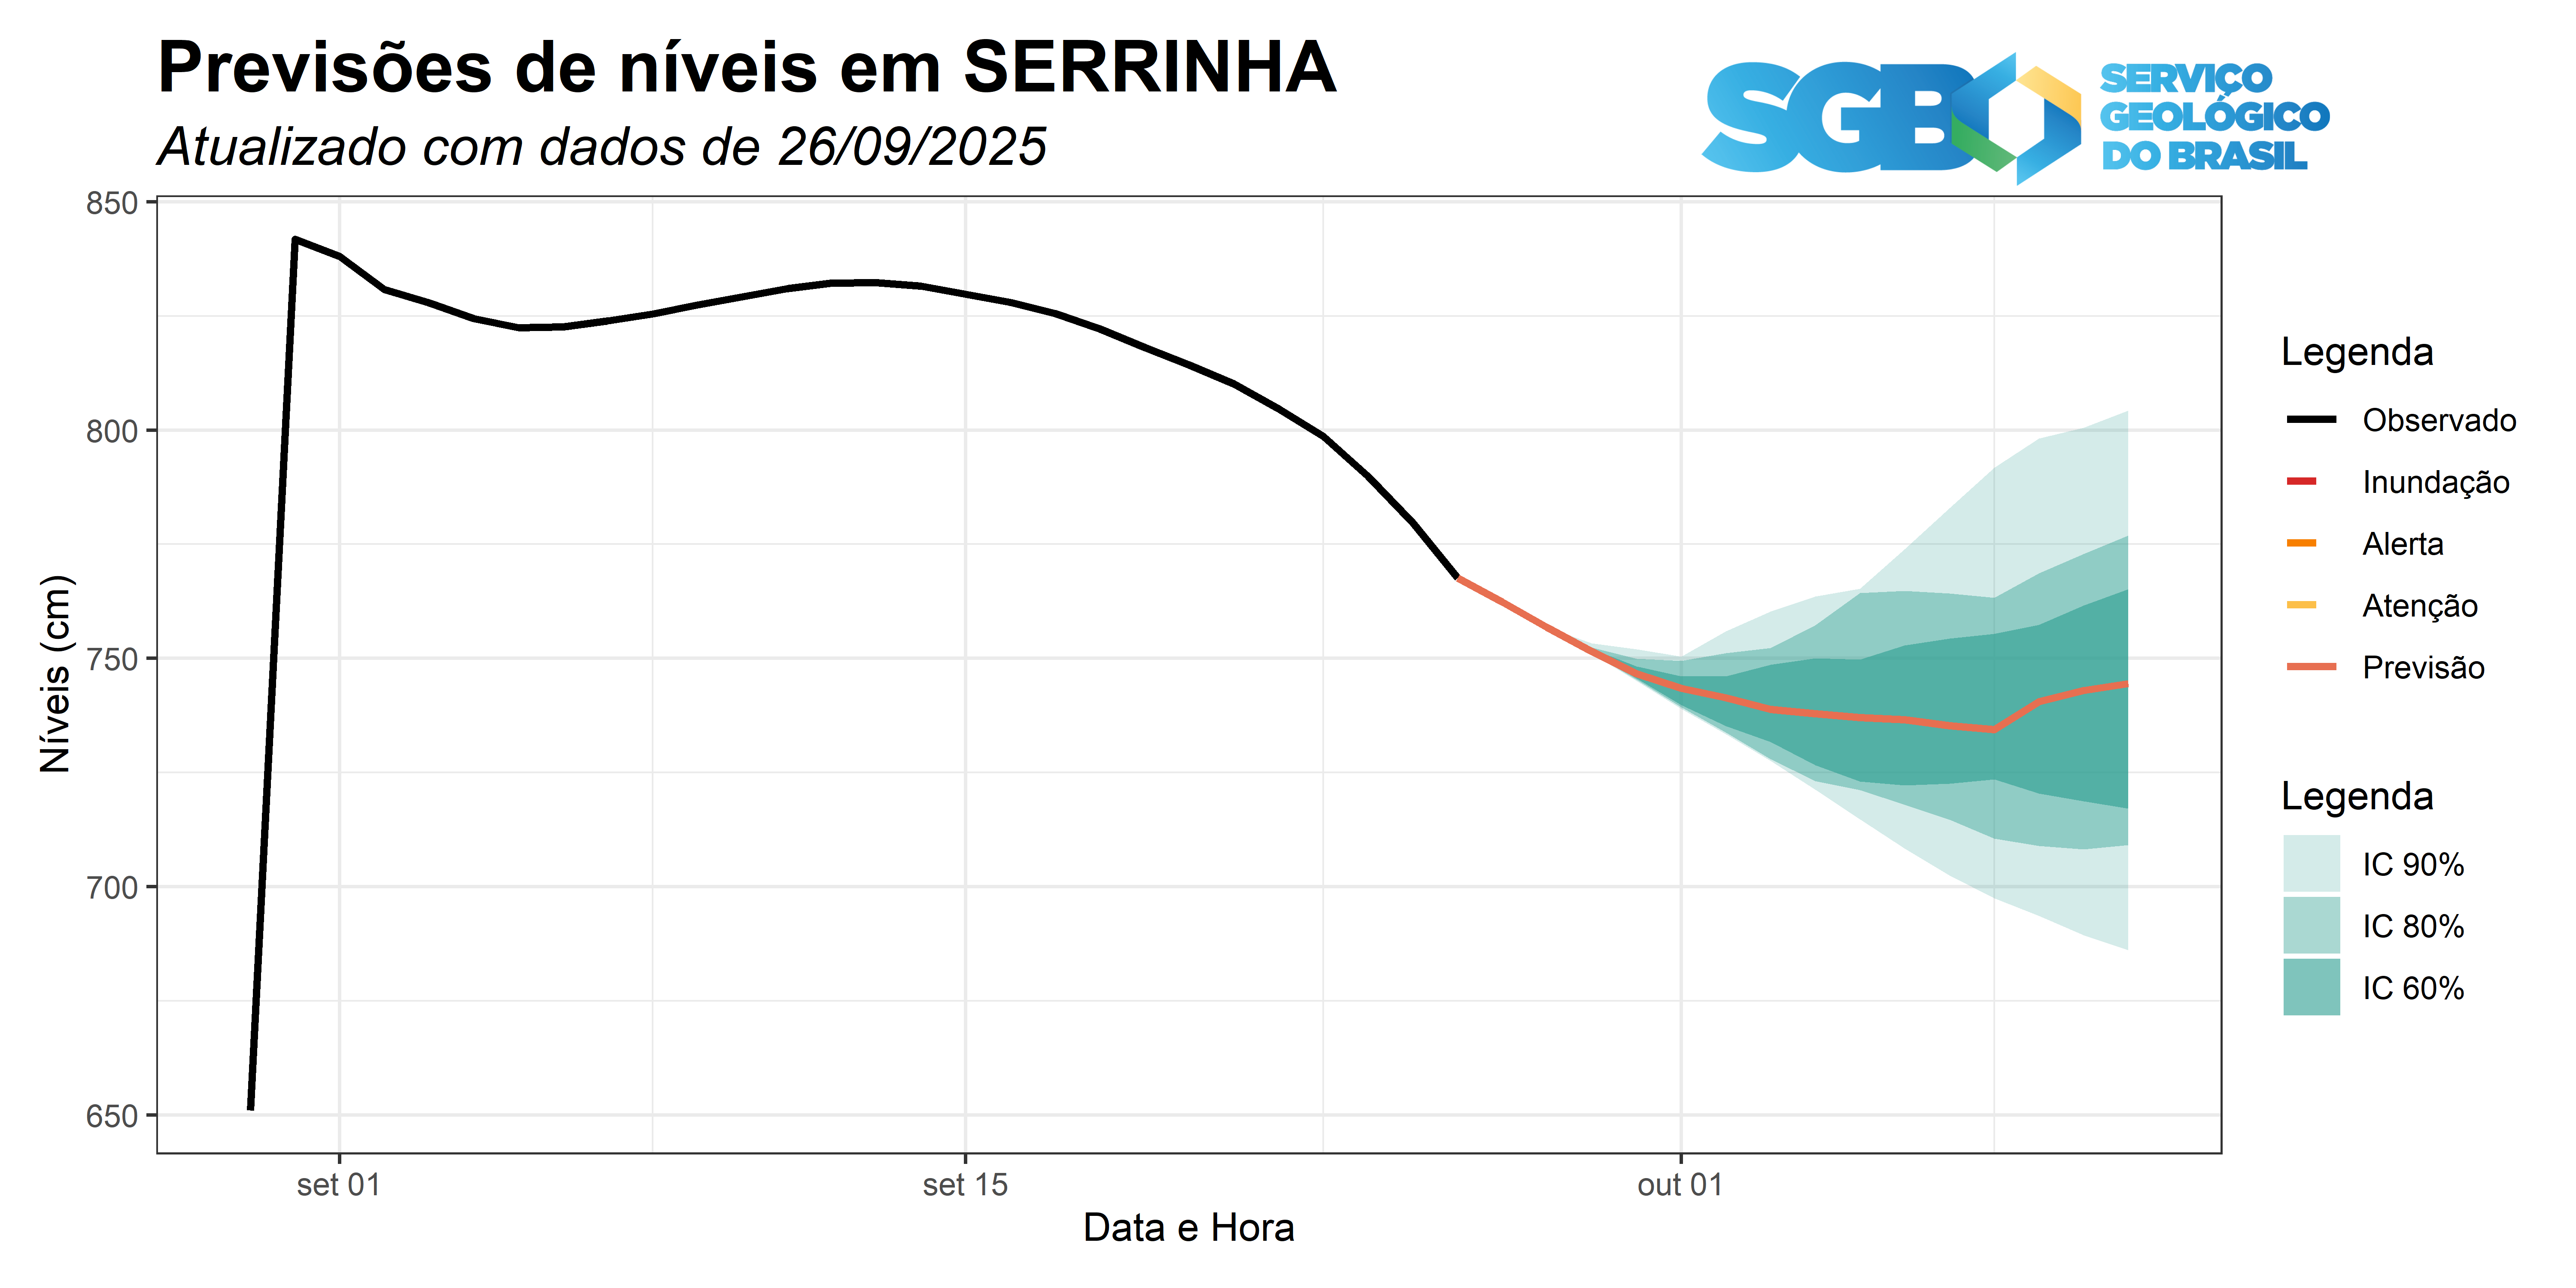 Previsões de níveis em SERRINHA
Atualizado com dados de 26/09/2025
SGB
SERVIÇO
GEOLÓGICO
DO BRASIL
850
800
750
700
650
Níveis (cm)
set 01
set 15
out 01
Data e Hora
Legenda
Observado
Inundação
Alerta
Atenção
Previsão
Legenda
IC 90%
IC 80%
IC 60%